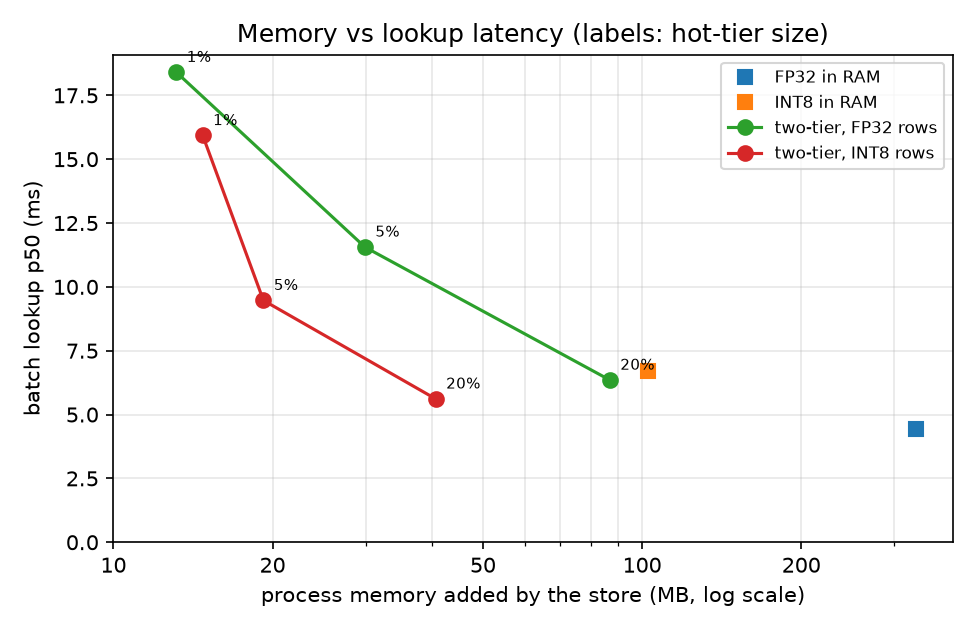 Memory vs lookup latency (labels: hot-tier size)
FP32 in RAM
INT8 in RAM
two-tier, FP32 rows
two-tier, INT8 rows
1%
1%
5%
5%
20%
20%
17.5
15.0
12.5
10.0
7.5
5.0
2.5
0.0
batch lookup p50 (ms)
10
20
50
100
200
process memory added by the store (MB, log scale)